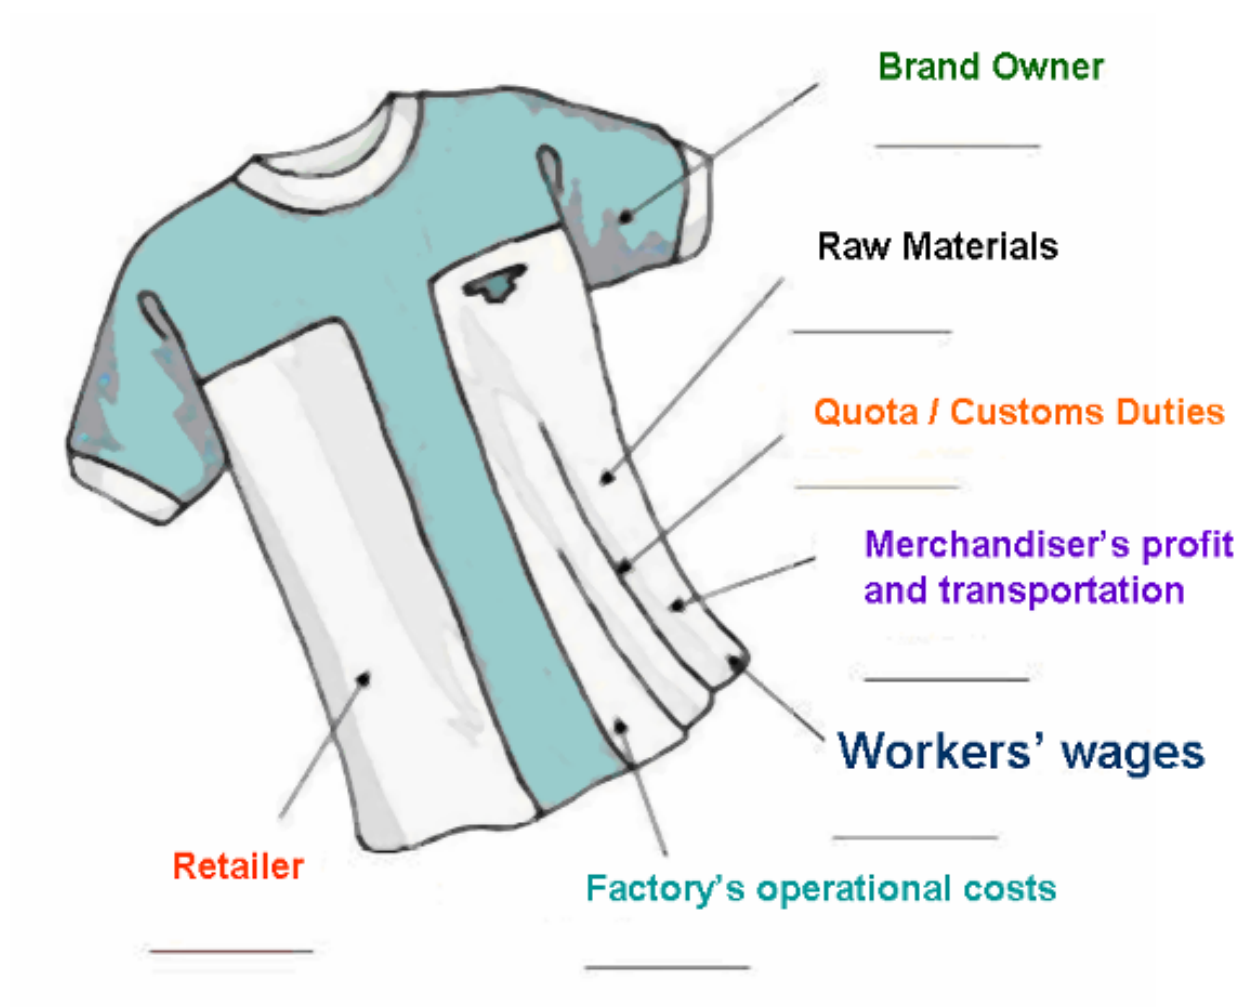 Brand Owner
Raw Materials
Quota / Customs Duties
Merchandiser’s profit
and transportation
Workers’ wages
Retailer
Factory’s operational costs